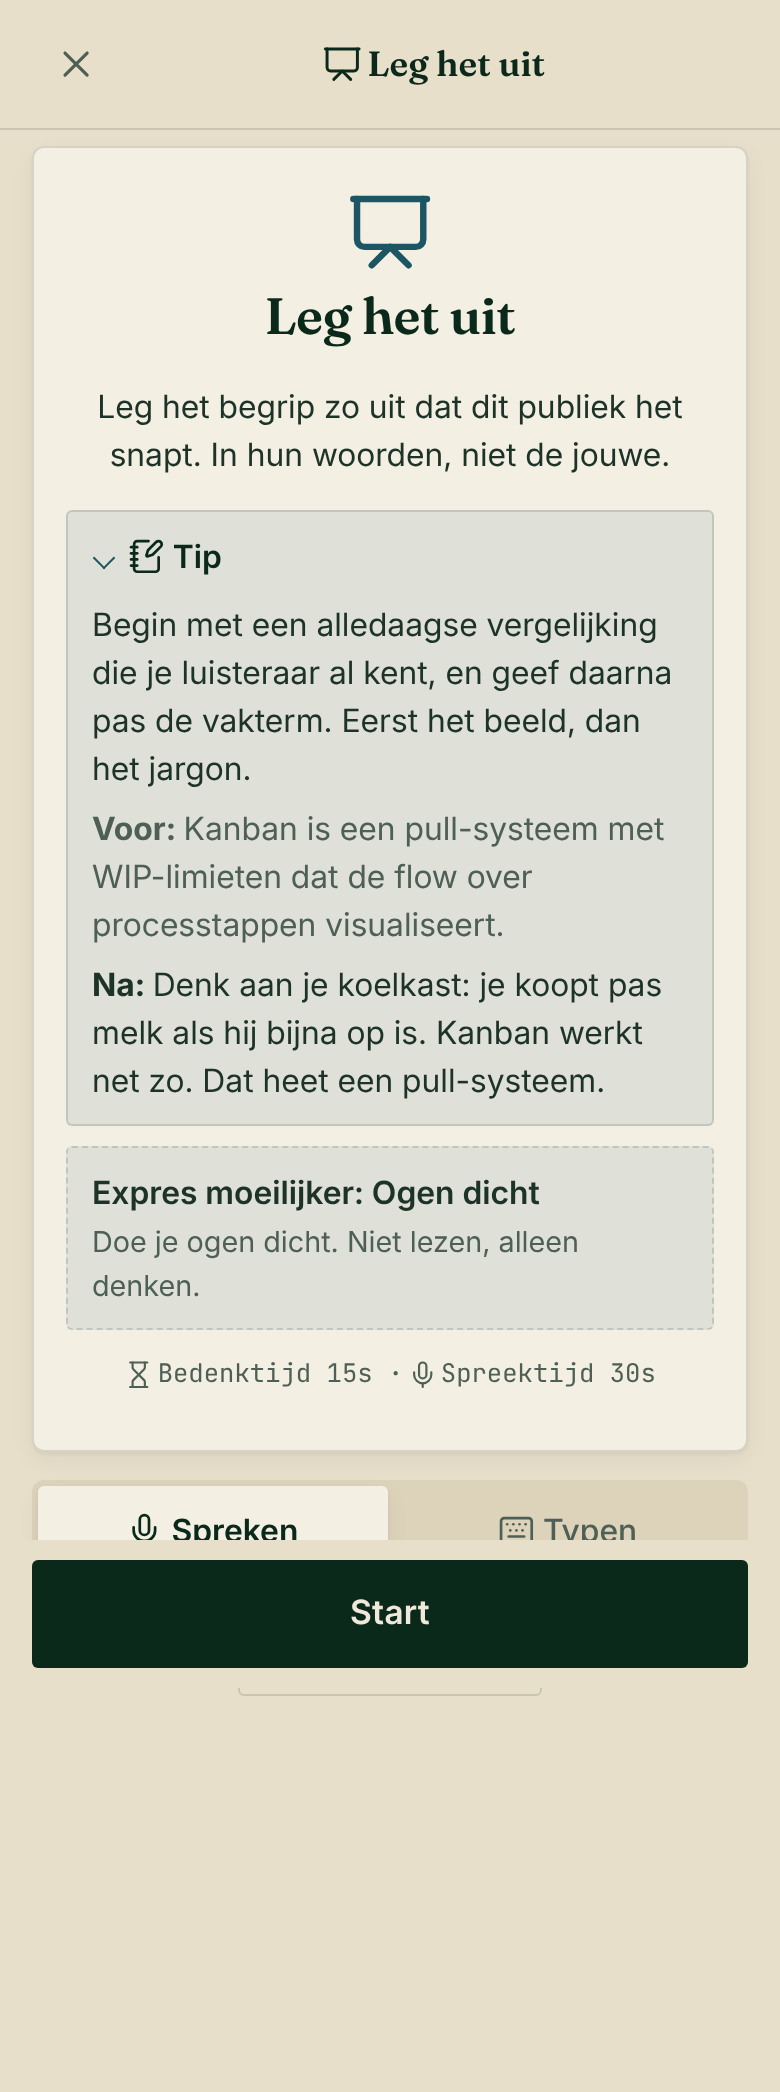 Leg het uit
Leg het uit
Leg het begrip zo uit dat dit publiek het
snapt. In hun woorden, niet de jouwe.
Tip
Begin met een alledaagse vergelijking
die je luisteraar al kent, en geef daarna
pas de vakterm. Eerst het beeld, dan
het jargon.
Voor: Kanban is een pull-systeem met
WIP-limieten dat de flow over
processtappen visualiseert.
Na: Denk aan je koelkast: je koopt pas
melk als hij bijna op is. Kanban werkt
net zo. Dat heet een pull-systeem.
Expres moeilijker: Ogen dicht
Doe je ogen dicht. Niet lezen, alleen
denken.
Bedenktijd 15s · Spreektijd 30s
Spreken Typen
Start